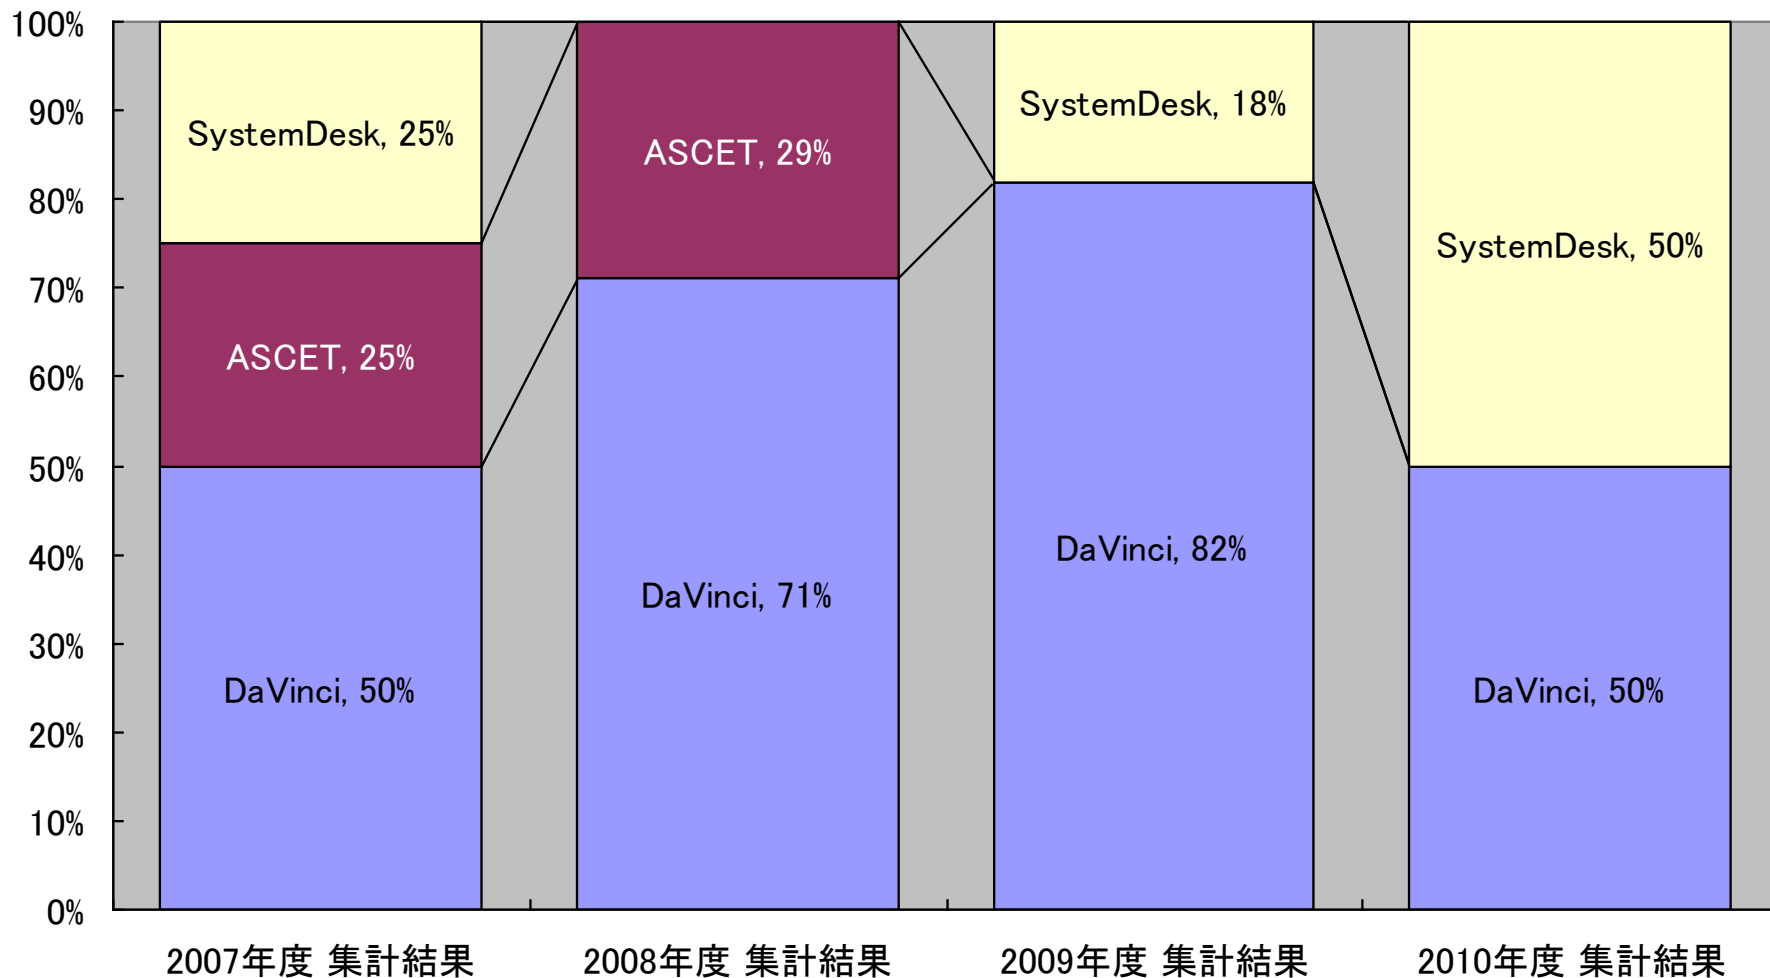 100%
90%
80%
70%
60%
50%
40%
30%
20%
10%
0%
SystemDesk, 25%
ASCET, 25%
DaVinci, 50%
ASCET, 29%
DaVinci, 71%
SystemDesk, 18%
DaVinci, 82%
SystemDesk, 50%
DaVinci, 50%
2007年度 集計結果
2008年度 集計結果
2009年度 集計結果
2010年度 集計結果